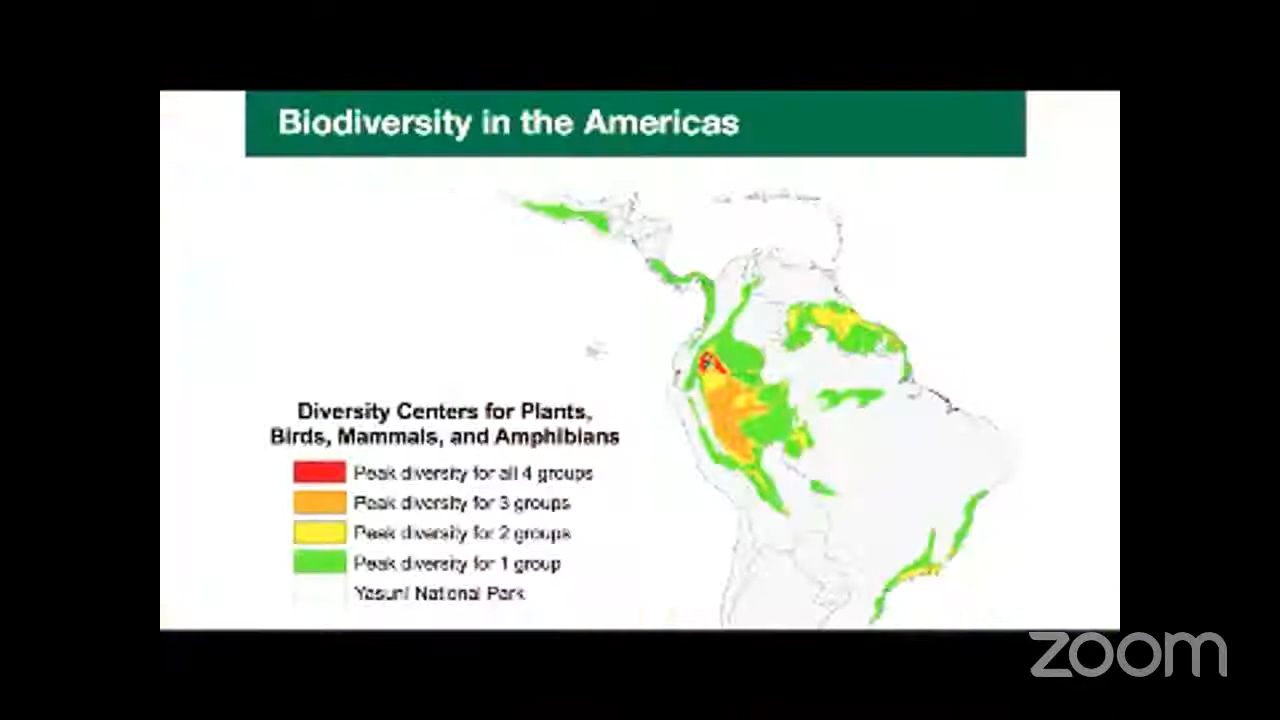 Biodiversity in the Americas
Diversity Centers for Plants,
Birds, Mammals, and Amphibians
Peak diversity for all 4 groups
Peak diversity for 3 groups
Peak diversity for 2 groups
Peak diversity for 1 group
Yasuni National Park
zoom